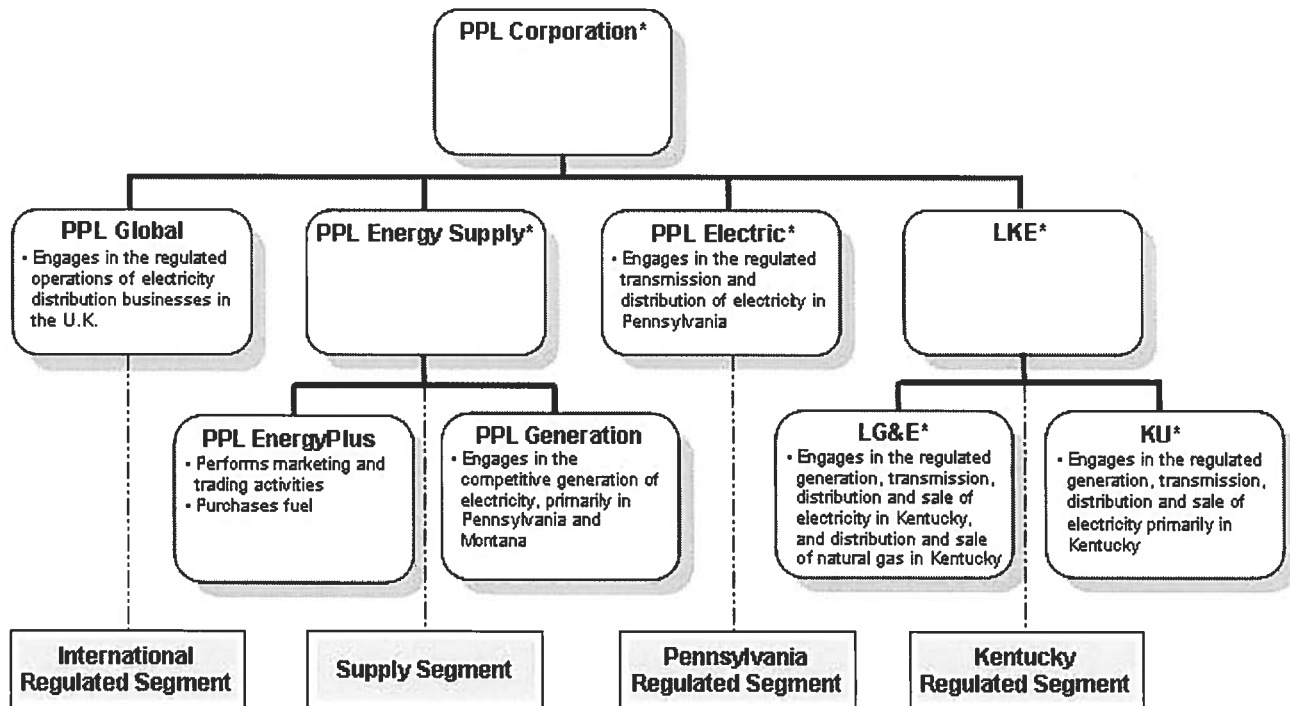 PPL Corporation*
PPL Global
• Engages in the regulated
operations of electricity
distribution businesses in
the U.K.
PPL Energy Supply*
PPL Electric*
• Engages in the regulated
transmission and
distribution of electricity in
Pennsylvania
LKE*
PPL EnergyPlus
• Performs marketing and
trading activities
• Purchases fuel
PPL Generation
• Engages in the
competitive generation of
electricity, primarily in
Pennsylvania and
Montana
LG&E*
• Engages in the regulated
generation, transmission,
distribution and sale of
electricity in Kentucky,
and distribution and sale
of natural gas in Kentucky
KU*
• Engages in the regulated
generation, transmission,
distribution and sale of
electricity primarily in
Kentucky
International
Regulated Segment
Supply Segment
Pennsylvania
Regulated Segment
Kentucky
Regulated Segment